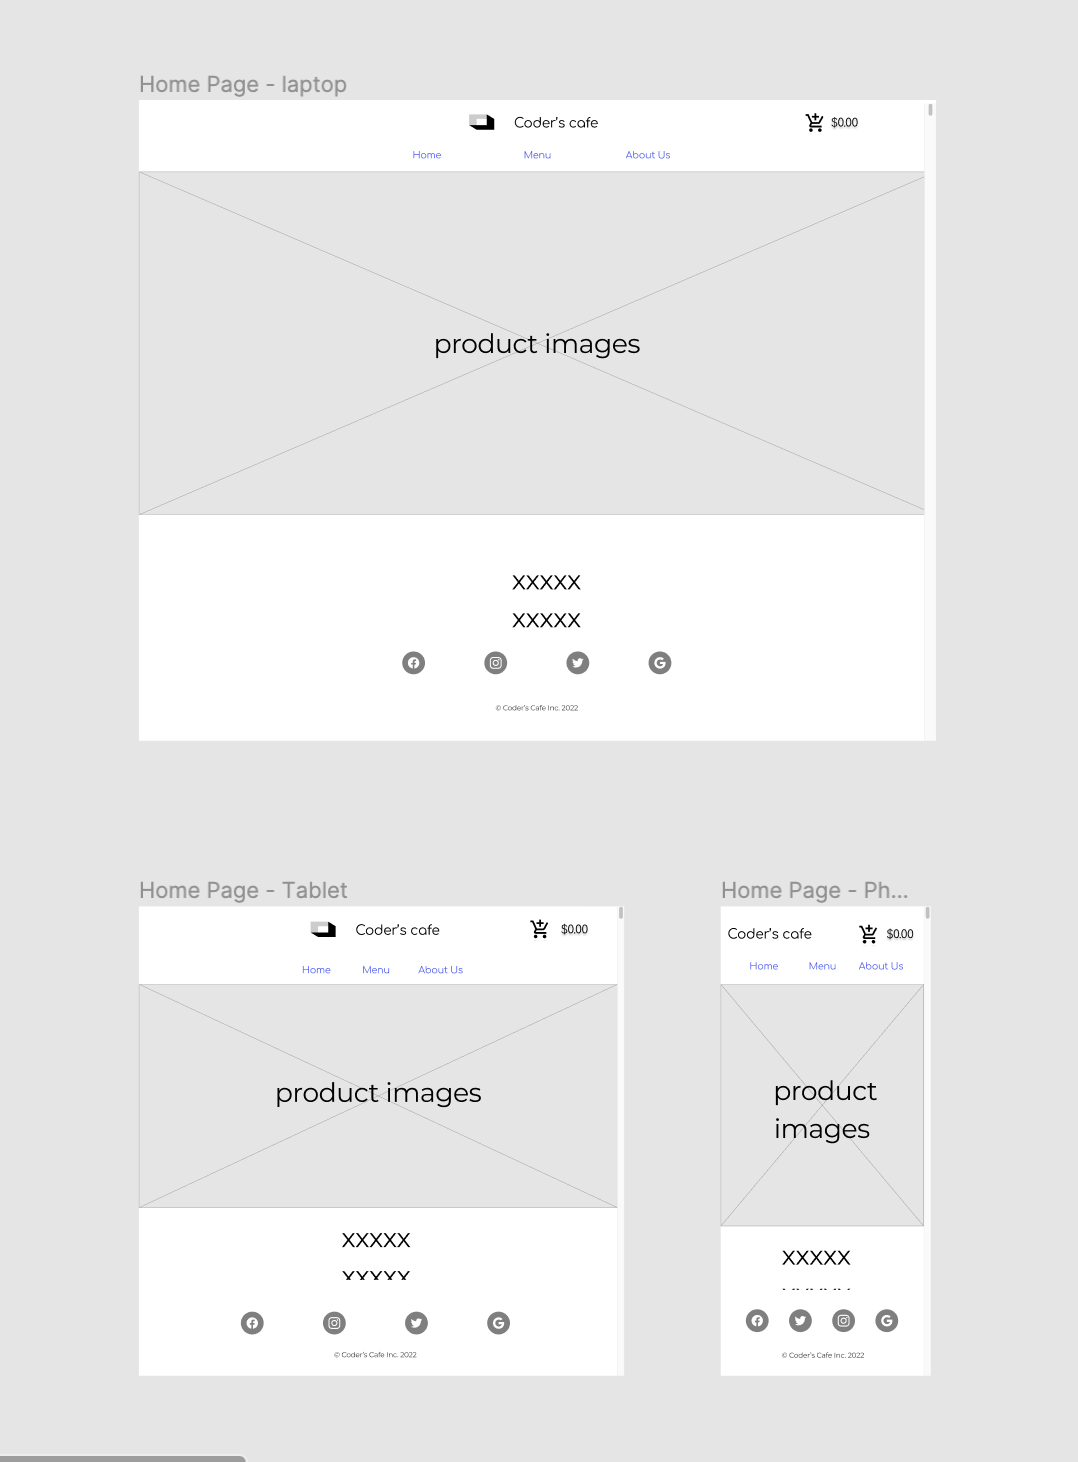 Home Page - laptop
Coder's cafe
$0.00
Home Menu About Us
product images
XXXXX
XXXXX
© Coder's Cafe Inc. 2022
Home Page - Tablet
Coder's cafe
$0.00
Home Menu About Us
product images
XXXXX
XXXXX
© Coder's Cafe Inc. 2022
Home Page - Ph...
Coder's cafe
$0.00
Home Menu About Us
product
images
XXXXX
© Coder's Cafe Inc. 2022